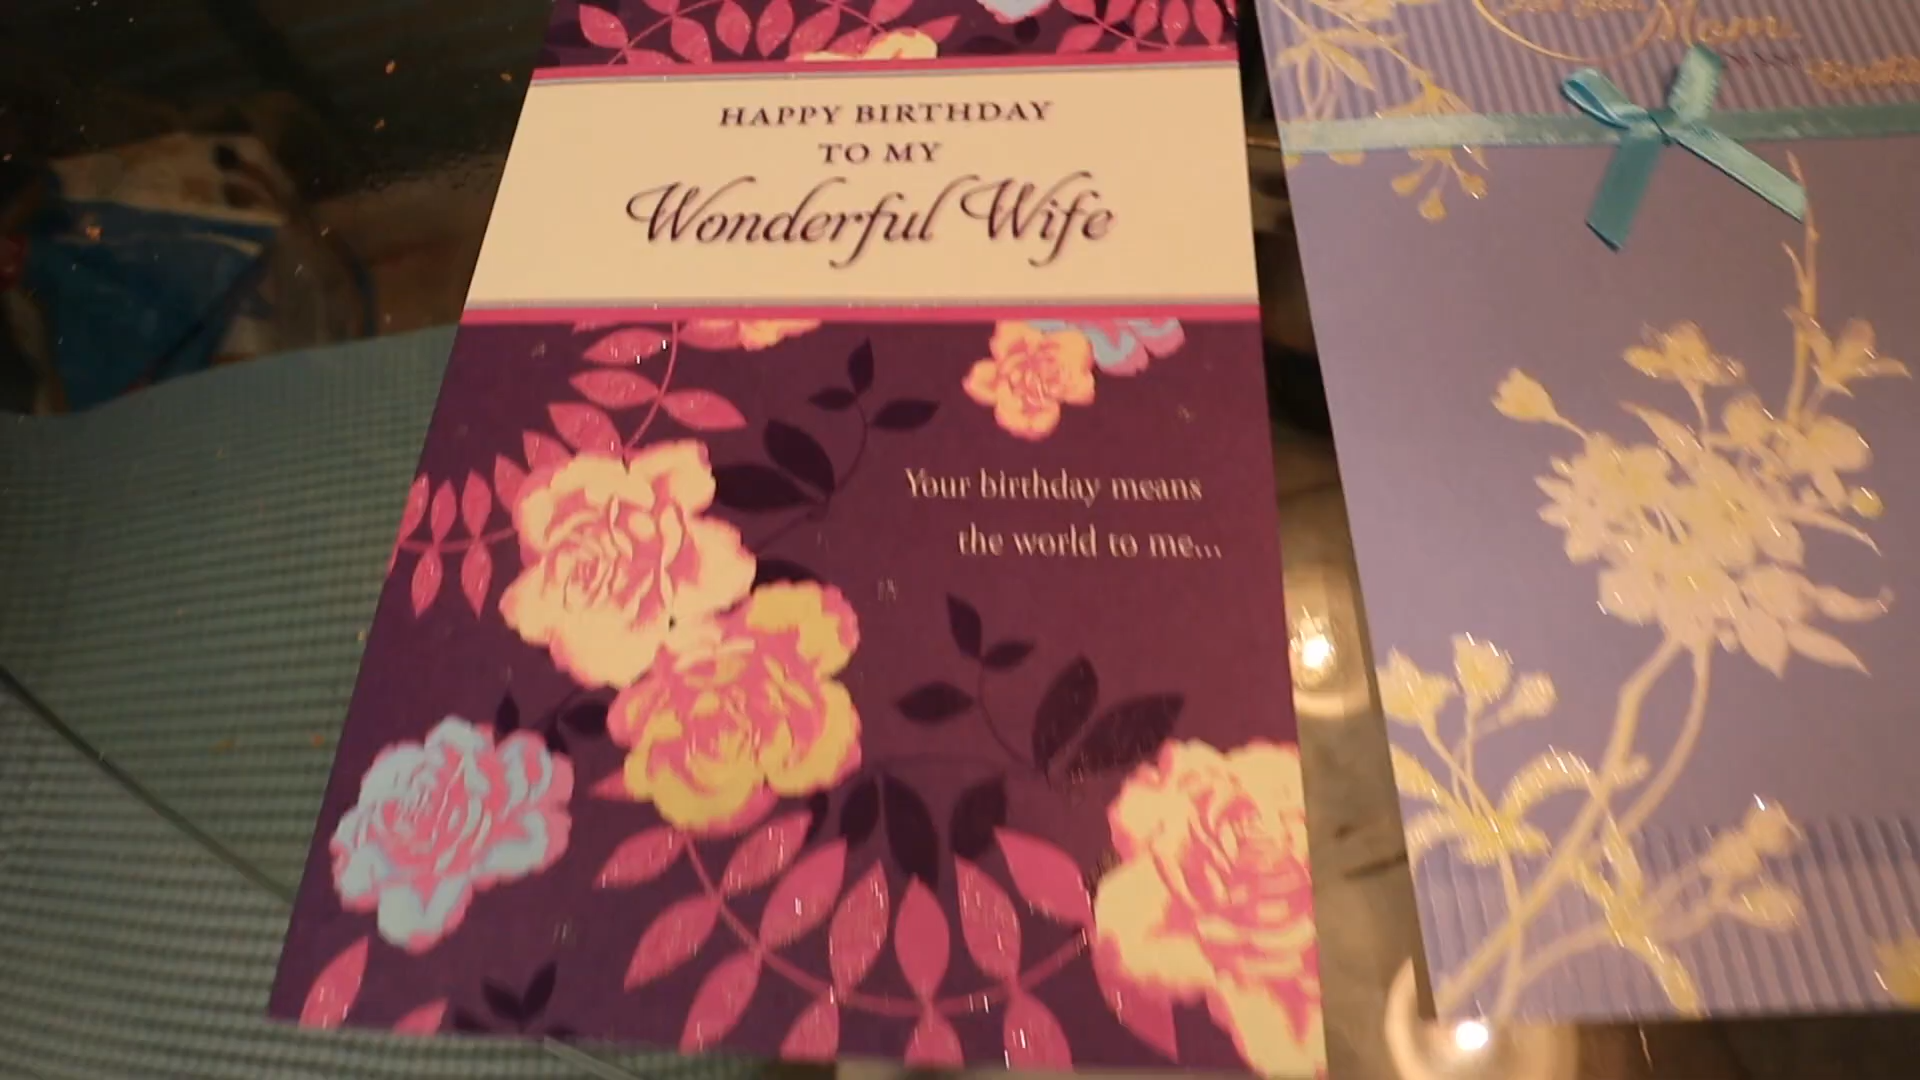 HAPPY BIRTHDAY
TO MY
Wonderful Wife
Your birthday means
the world to me...
Mom